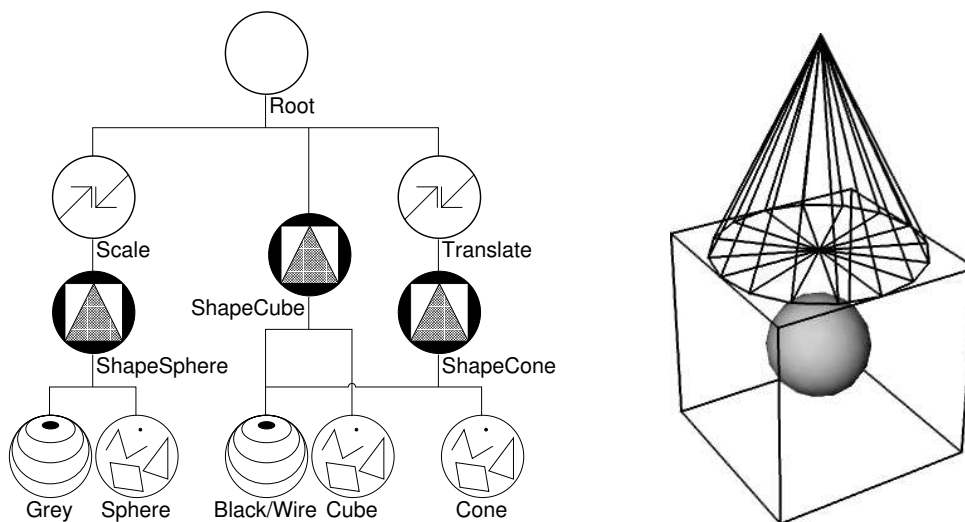 Root
Scale
Translate
ShapeCube
ShapeSphere
ShapeCone
Grey Sphere Black/Wire Cube Cone